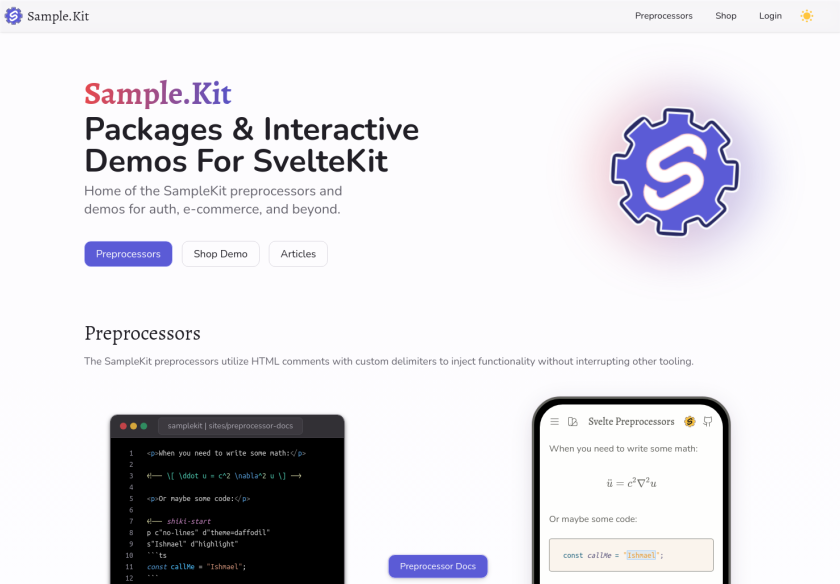 Sample.Kit
Preprocessors
Shop
Login
Sample.Kit
Packages & Interactive
Demos For SvelteKit
Home of the SampleKit preprocessors and
demos for auth, e-commerce, and beyond.
Preprocessors
Shop Demo
Articles
Preprocessors
The SampleKit preprocessors utilize HTML comments with custom delimiters to inject functionality without interrupting other tooling.
samplekit | sites/preprocessor-docs
1 <p>When you need to write some math:</p>
2
3 <!-- \[ \ddot u = c^2 \nabla^2 u \] -->
4
5 <p>Or maybe some code:</p>
6
7 <!-- shiki-start
8 p c"no-lines" d"theme=daffodil"
9 s"Ishmael" d"highlight"
10 ```ts
11 const callMe = "Ishmael";
12 ```
Preprocessor Docs
Svelte Preprocessors
When you need to write some math:
ü = c²∇²u
Or maybe some code:
const callMe = "Ishmael";